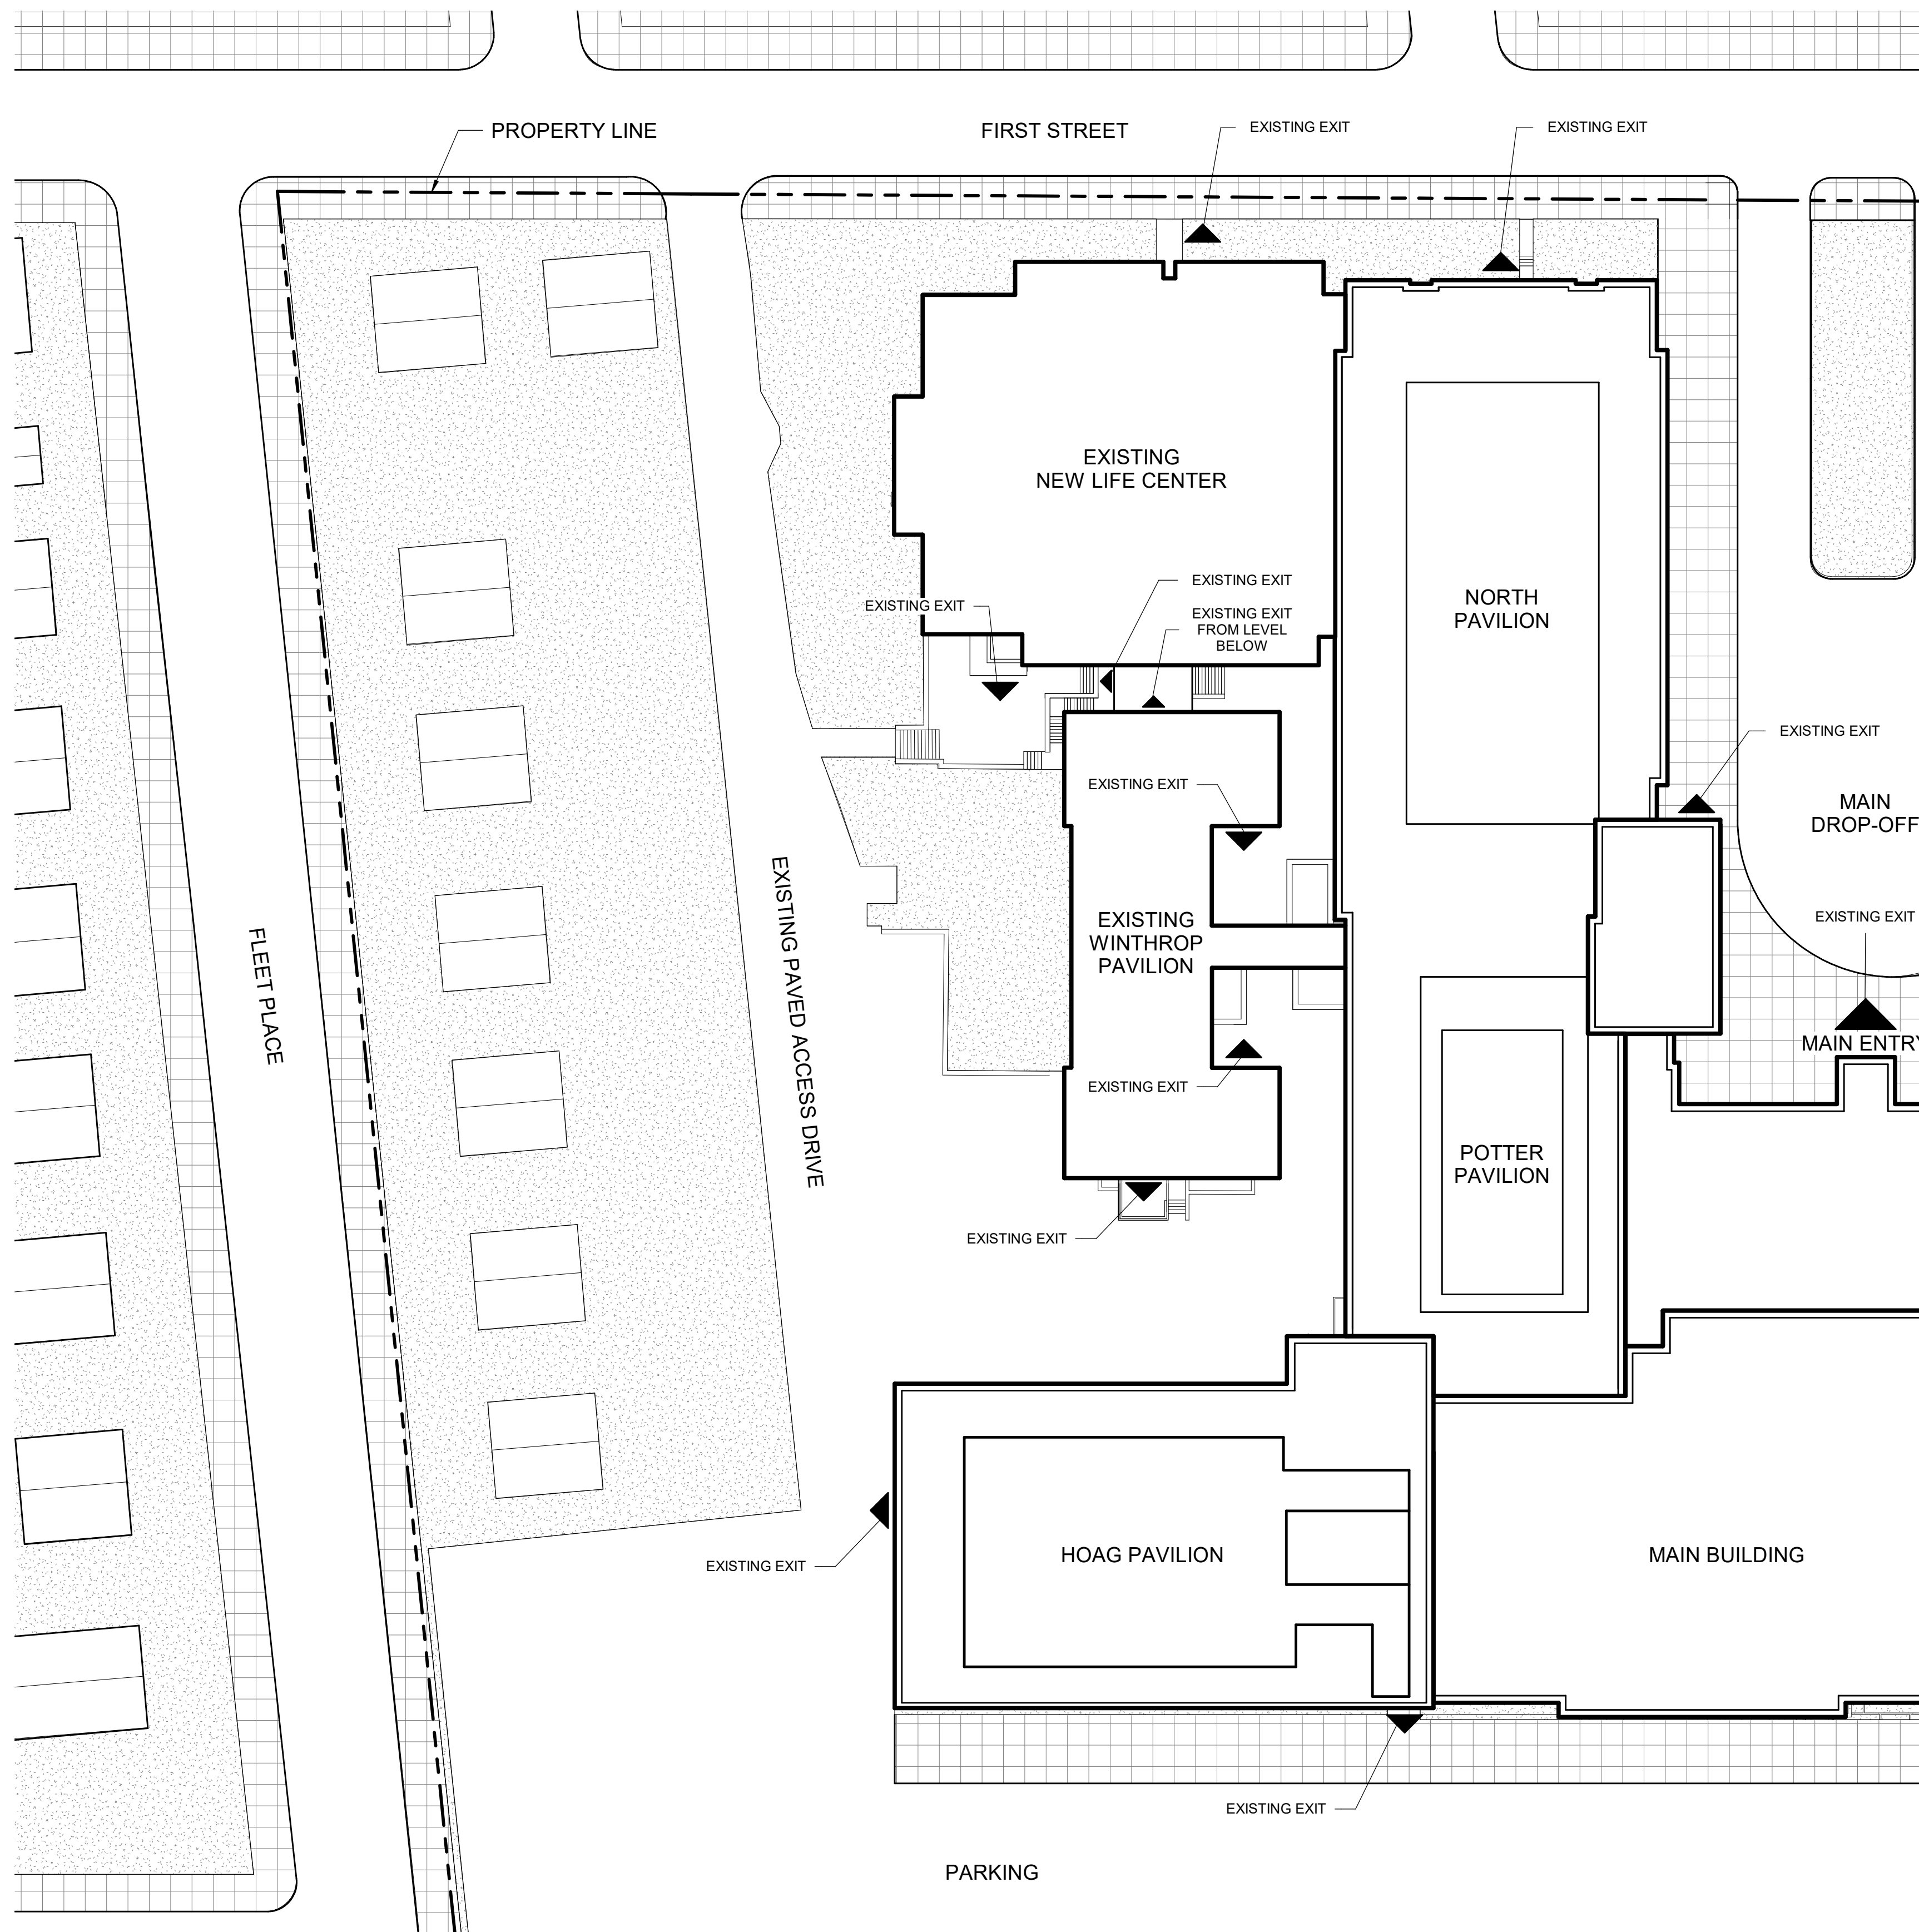 PROPERTY LINE
FIRST STREET
EXISTING EXIT
EXISTING EXIT
EXISTING
NEW LIFE CENTER
EXISTING EXIT
EXISTING EXIT
EXISTING EXIT
FROM LEVEL
BELOW
NORTH
PAVILION
EXISTING EXIT
EXISTING EXIT
MAIN
DROP-OFF
EXISTING PAVED ACCESS DRIVE
FLEET PLACE
EXISTING
WINTHROP
PAVILION
EXISTING EXIT
MAIN ENTRY
EXISTING EXIT
POTTER
PAVILION
EXISTING EXIT
HOAG PAVILION
MAIN BUILDING
EXISTING EXIT
EXISTING EXIT
PARKING